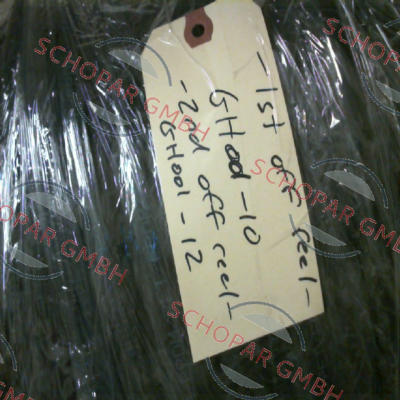 - 1st off reel -
GH001 -10
- 2nd off reel -
GH001 - 12
SCHOPAR GMBH
SCHOPAR GMBH
SCHOPAR GMBH
SCHOPAR GMBH
SCHOPAR GMBH